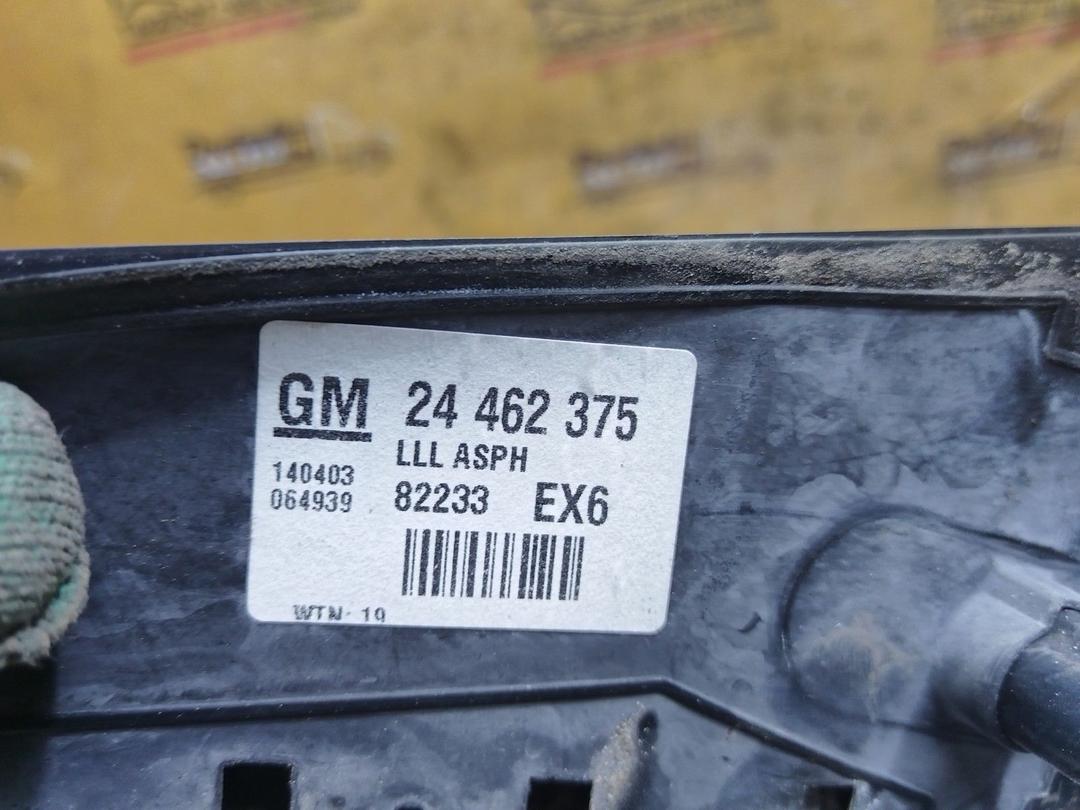 GM 24 462 375
LLL ASPH
140403
064939 82233 EX6
WTN 19